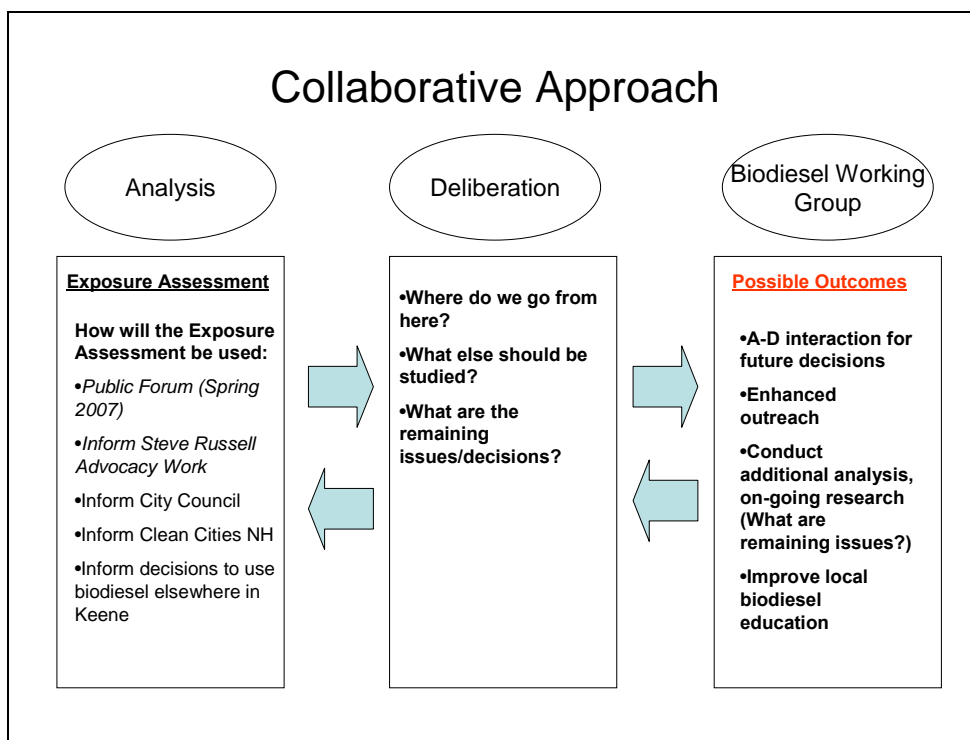 Collaborative Approach
Analysis
Deliberation
Biodiesel Working
Group
Exposure Assessment
How will the Exposure
Assessment be used:
•Public Forum (Spring
2007)
•Inform Steve Russell
Advocacy Work
•Inform City Council
•Inform Clean Cities NH
•Inform decisions to use
biodiesel elsewhere in
Keene
•Where do we go from
here?
•What else should be
studied?
•What are the
remaining
issues/decisions?
Possible Outcomes
•A-D interaction for
future decisions
•Enhanced
outreach
•Conduct
additional analysis,
on-going research
(What are
remaining issues?)
•Improve local
biodiesel
education